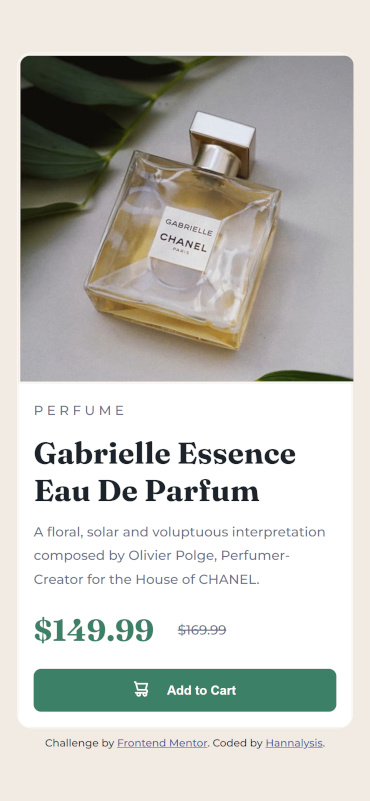 GABRIELLE
CHANEL
PARIS
PERFUME
Gabrielle Essence
Eau De Parfum
A floral, solar and voluptuous interpretation
composed by Olivier Polge, Perfumer-
Creator for the House of CHANEL.
$149.99 $169.99
Add to Cart
Challenge by Frontend Mentor. Coded by Hannalysis.